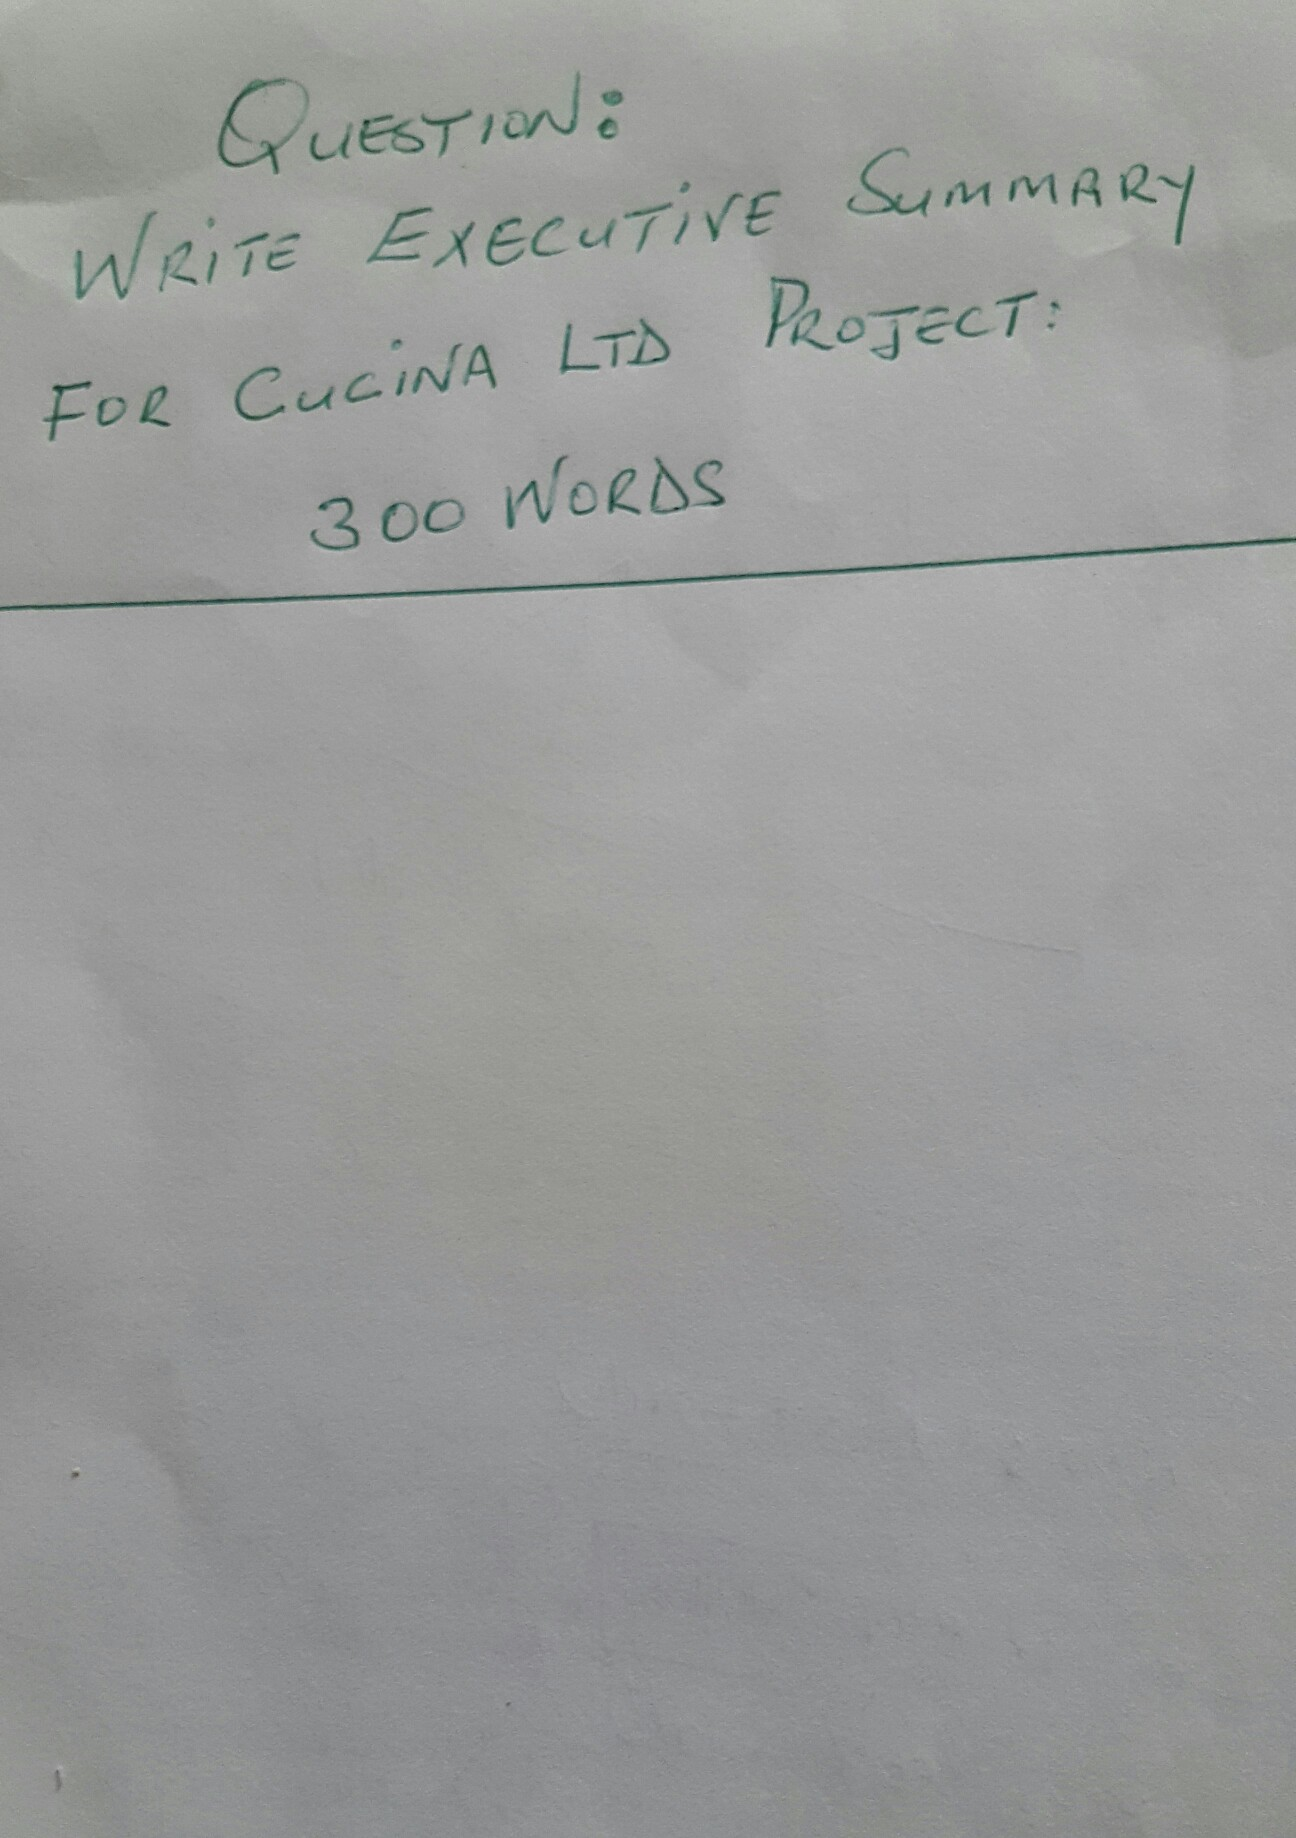 QUESTION:
WRITE EXECUTIVE SUMMARY
FOR CUCINA LTD PROJECT:
300 WORDS